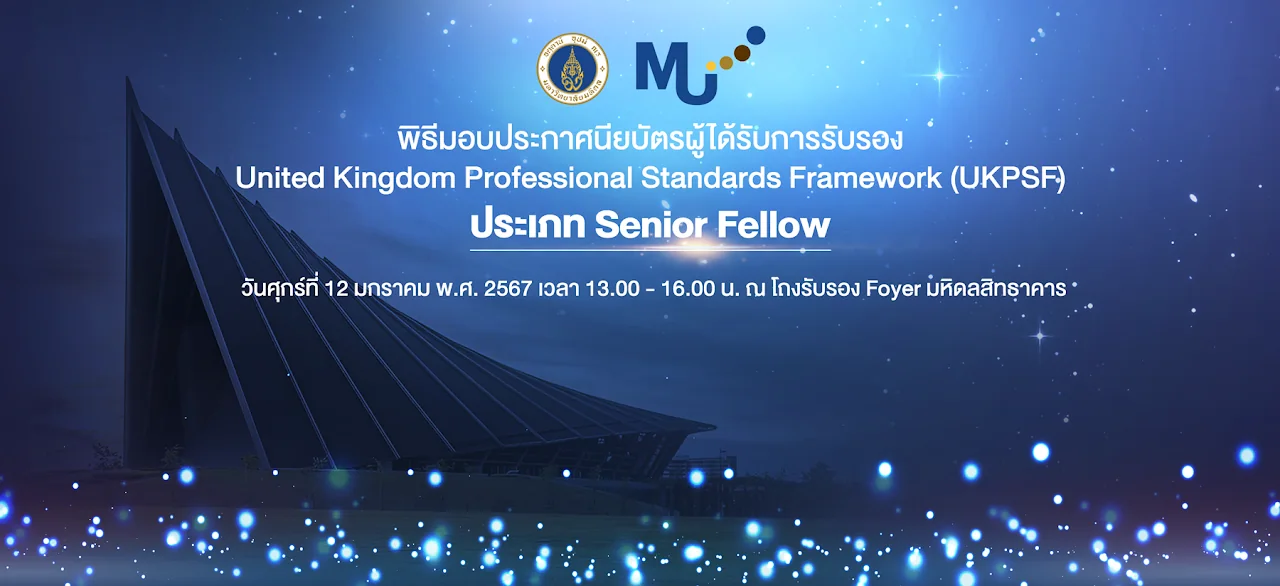 MU
พิธีมอบประกาศนียบัตรผู้ได้รับการรับรอง
United Kingdom Professional Standards Framework (UKPSF)
ประเภท Senior Fellow
วันศุกร์ที่ 12 มกราคม พ.ศ. 2567 เวลา 13.00 - 16.00 น. ณ โถงรับรอง Foyer มหิดลสิทธาคาร